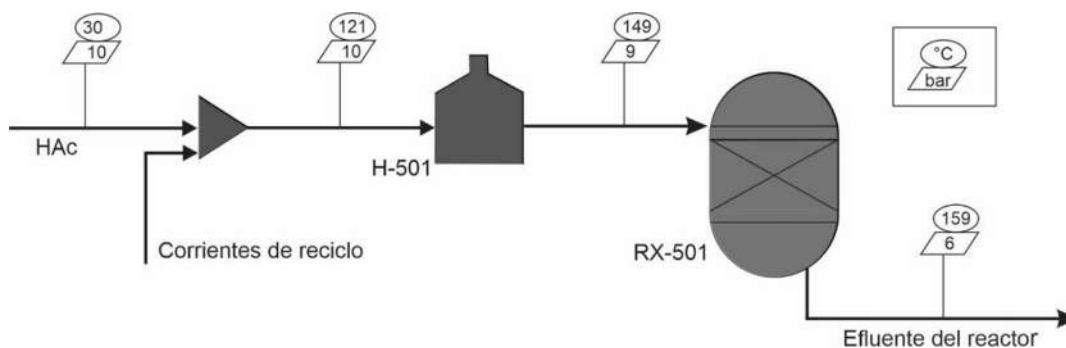 30
10
121
10
149
9
°C
bar
HAc
H-501
Corrientes de reciclo
RX-501
159
6
Efluente del reactor